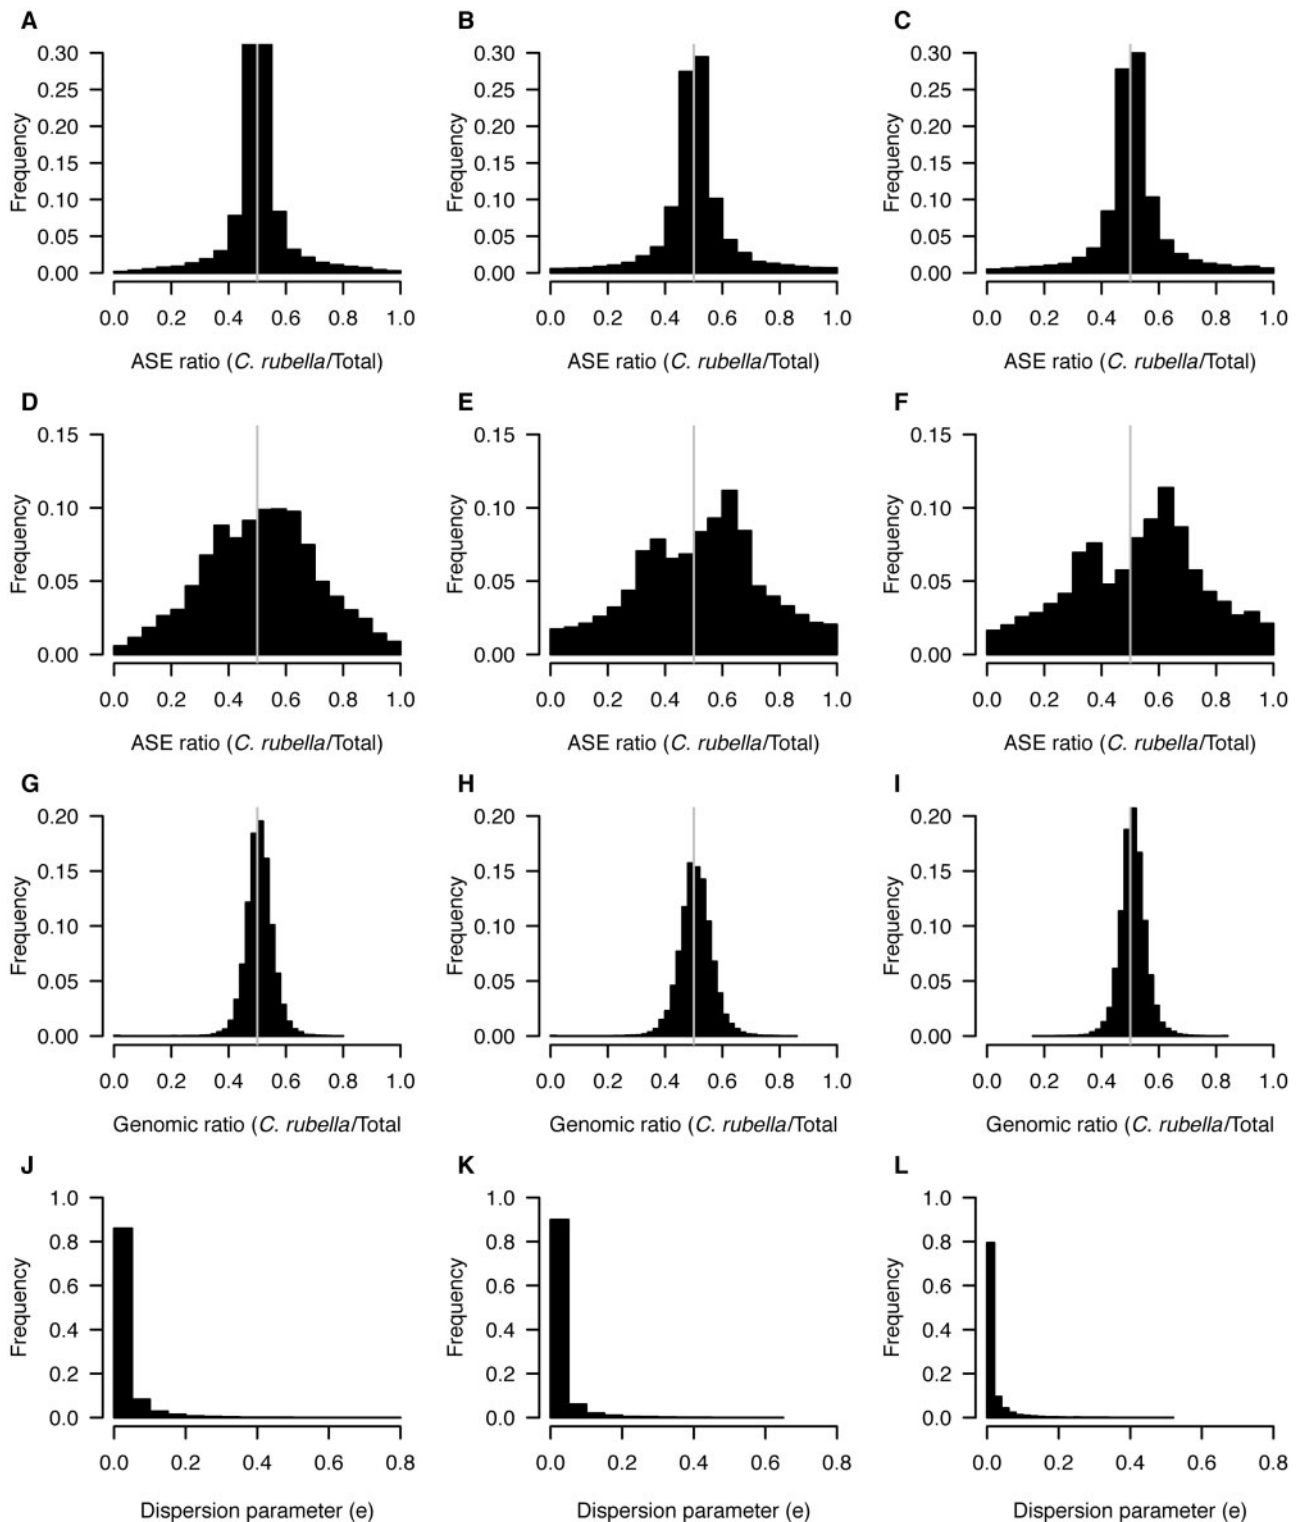 A B C
0.30 0.30 0.30
0.25 0.25 0.25
0.20 0.20 0.20
0.15 0.15 0.15
0.10 0.10 0.10
0.05 0.05 0.05
0.00 0.00 0.00
Frequency Frequency Frequency
0.0 0.2 0.4 0.6 0.8 1.0 0.0 0.2 0.4 0.6 0.8 1.0 0.0 0.2 0.4 0.6 0.8 1.0
ASE ratio (C. rubella/Total) ASE ratio (C. rubella/Total) ASE ratio (C. rubella/Total)
D E F
0.15 0.15 0.15
0.10 0.10 0.10
0.05 0.05 0.05
0.00 0.00 0.00
Frequency Frequency Frequency
0.0 0.2 0.4 0.6 0.8 1.0 0.0 0.2 0.4 0.6 0.8 1.0 0.0 0.2 0.4 0.6 0.8 1.0
ASE ratio (C. rubella/Total) ASE ratio (C. rubella/Total) ASE ratio (C. rubella/Total)
G H I
0.20 0.20 0.20
0.15 0.15 0.15
0.10 0.10 0.10
0.05 0.05 0.05
0.00 0.00 0.00
Frequency Frequency Frequency
0.0 0.2 0.4 0.6 0.8 1.0 0.0 0.2 0.4 0.6 0.8 1.0 0.0 0.2 0.4 0.6 0.8 1.0
Genomic ratio (C. rubella/Total Genomic ratio (C. rubella/Total Genomic ratio (C. rubella/Total
J K L
1.0 1.0 1.0
0.8 0.8 0.8
0.6 0.6 0.6
0.4 0.4 0.4
0.2 0.2 0.2
0.0 0.0 0.0
Frequency Frequency Frequency
0.0 0.2 0.4 0.6 0.8 0.0 0.2 0.4 0.6 0.8 0.0 0.2 0.4 0.6 0.8
Dispersion parameter (e) Dispersion parameter (e) Dispersion parameter (e)